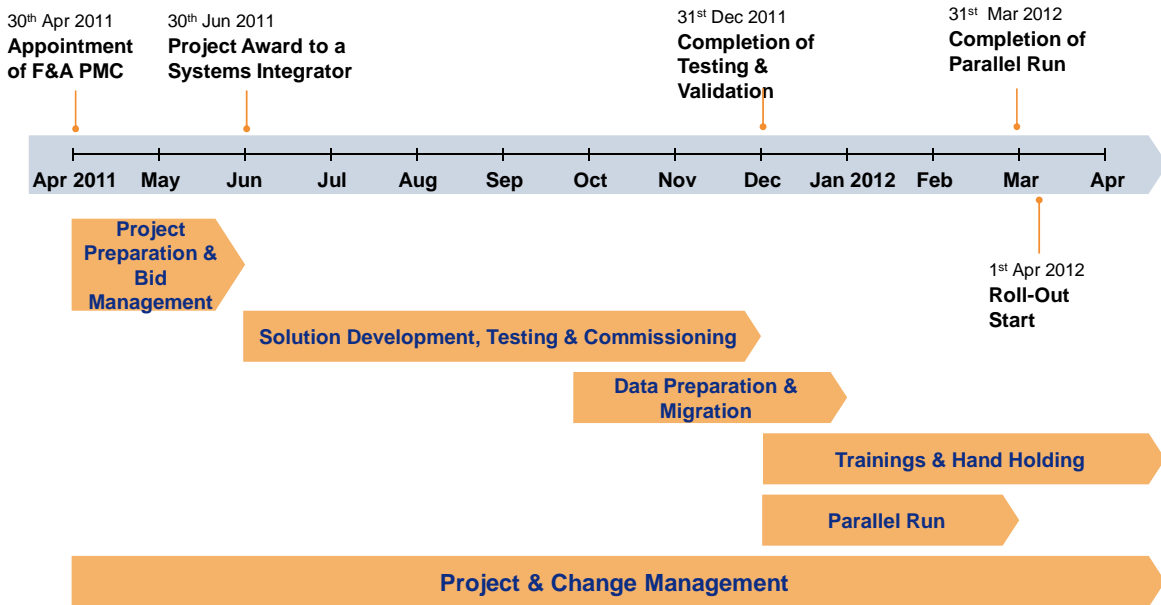 30th Apr 2011
Appointment
of F&A PMC
30th Jun 2011
Project Award to a
Systems Integrator
31st Dec 2011
Completion of
Testing &
Validation
31st Mar 2012
Completion of
Parallel Run
Apr 2011 May Jun Jul Aug Sep Oct Nov Dec Jan 2012 Feb Mar Apr
Project
Preparation &
Bid
Management
1st Apr 2012
Roll-Out
Start
Solution Development, Testing & Commissioning
Data Preparation &
Migration
Trainings & Hand Holding
Parallel Run
Project & Change Management